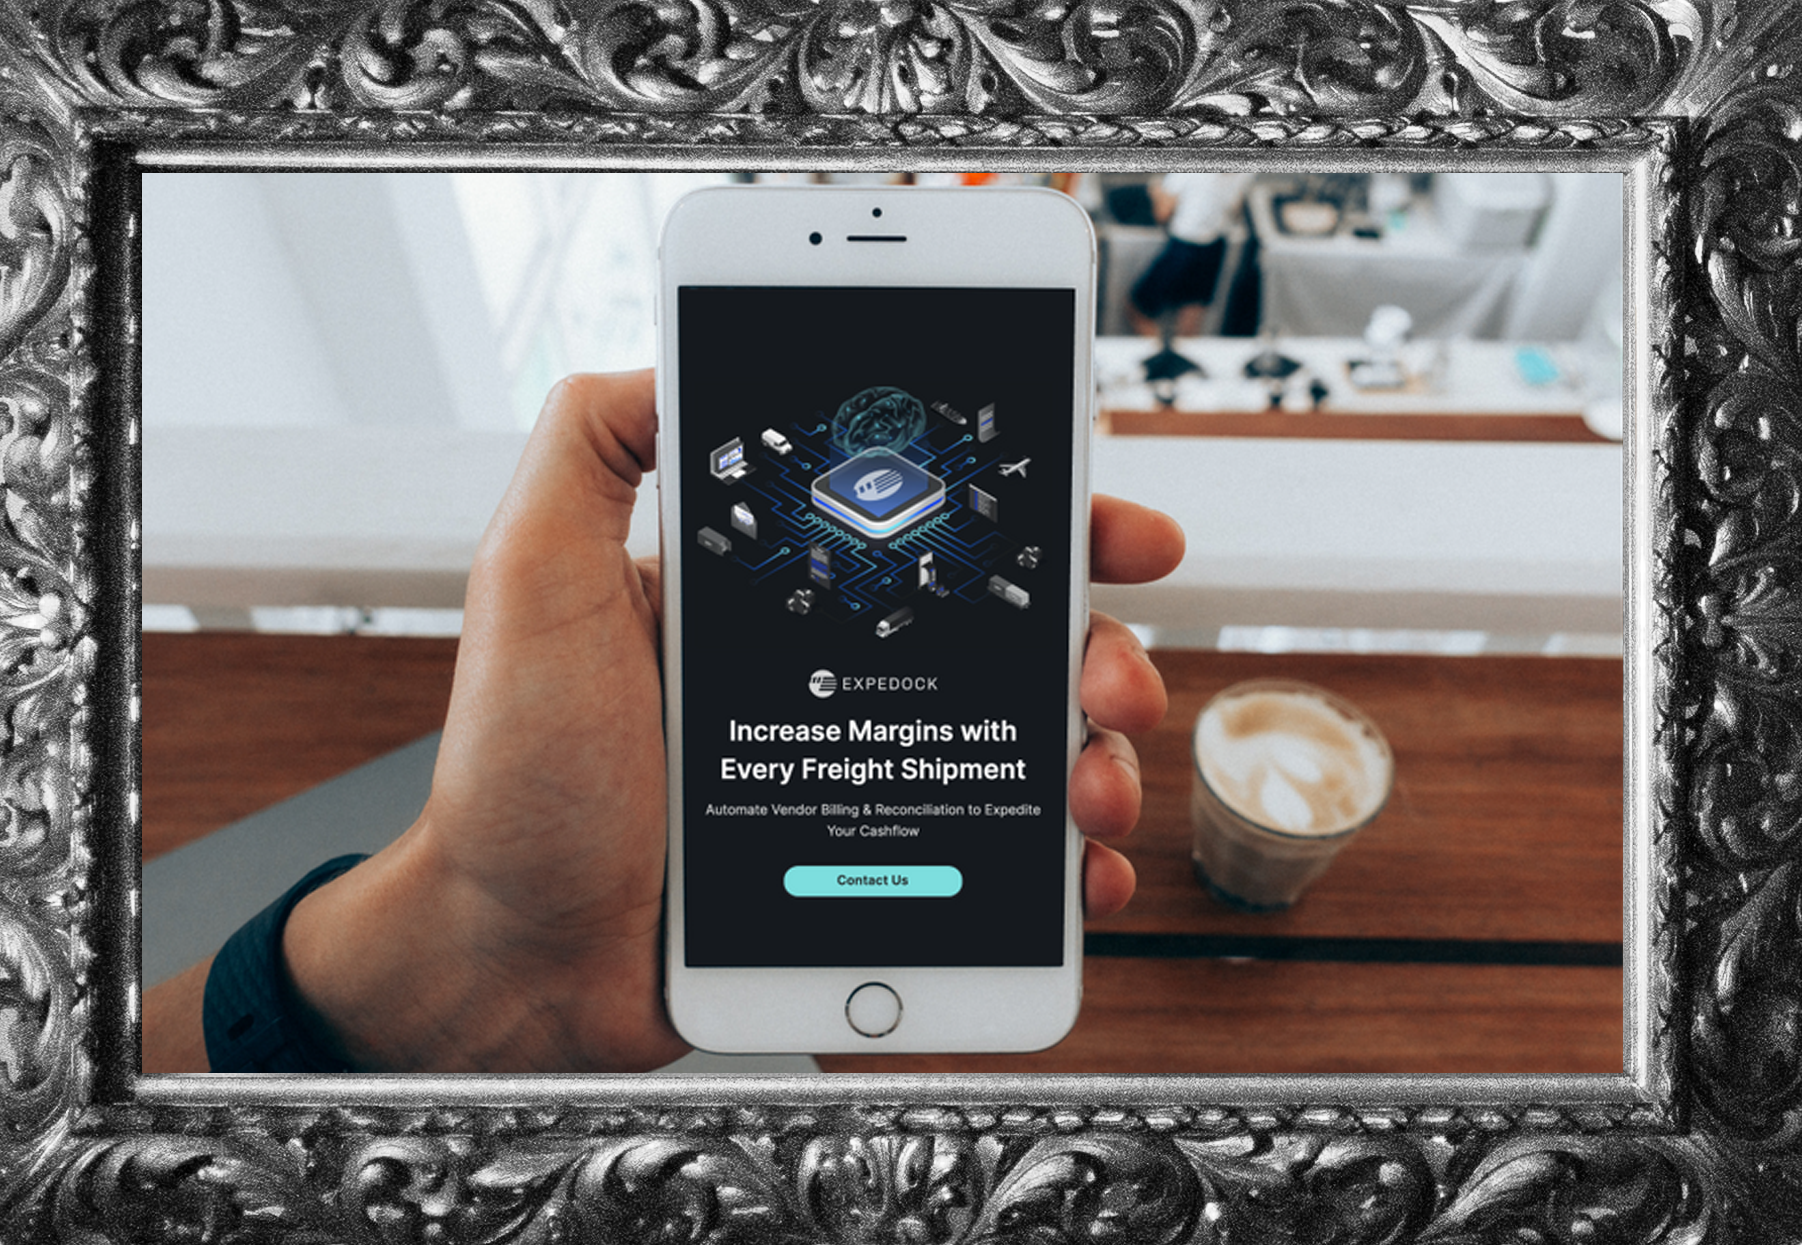 EXPEDOCK
Increase Margins with
Every Freight Shipment
Automate Vendor Billing & Reconciliation to Expedite
Your Cashflow
Contact Us